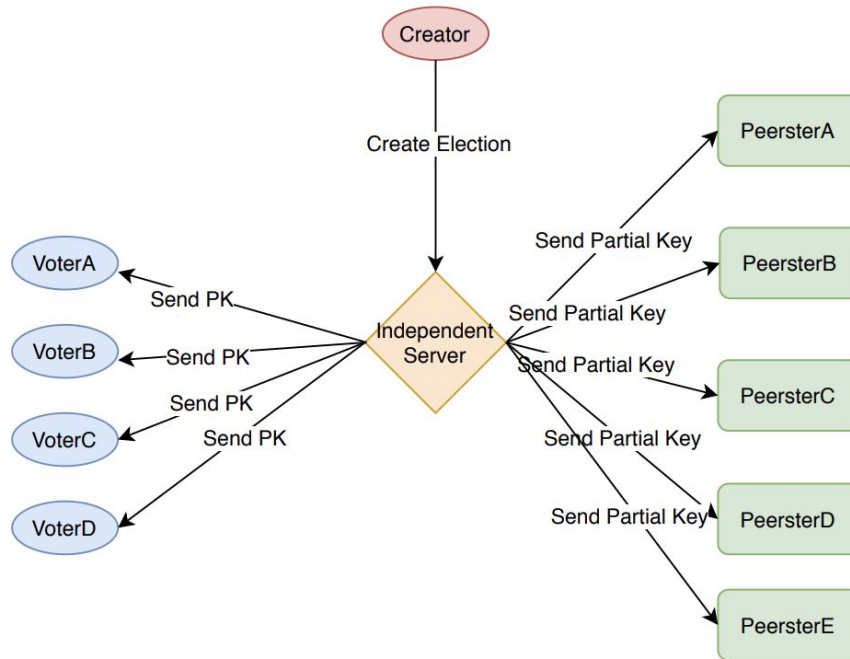 Creator
Create Election
PeersterA
Send Partial Key
PeersterB
VoterA
Send PK
Send Partial Key
Independent
Server
VoterB
Send PK
Send Partial Key
PeersterC
Send PK
VoterC
Send PK
Send Partial Key
VoterD
Send Partial Key
PeersterD
PeersterE